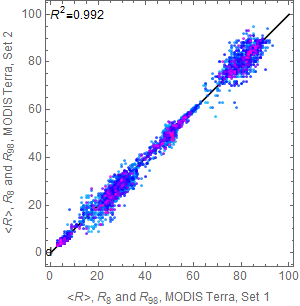 R²=0.992
100
80
60
40
20
0
<R>, R₈ and R₉₈, MODIS Terra, Set 2
0 20 40 60 80 100
<R>, R₈ and R₉₈, MODIS Terra, Set 1